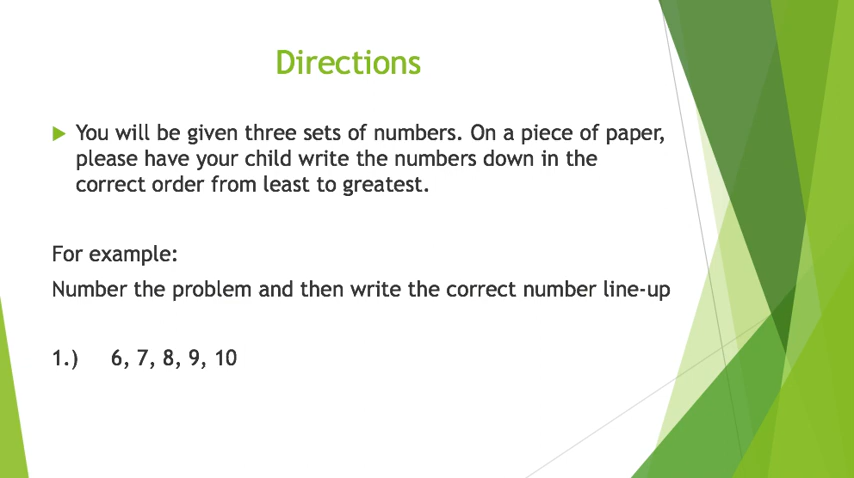 Directions
You will be given three sets of numbers. On a piece of paper,
please have your child write the numbers down in the
correct order from least to greatest.
For example:
Number the problem and then write the correct number line-up
1.) 6, 7, 8, 9, 10